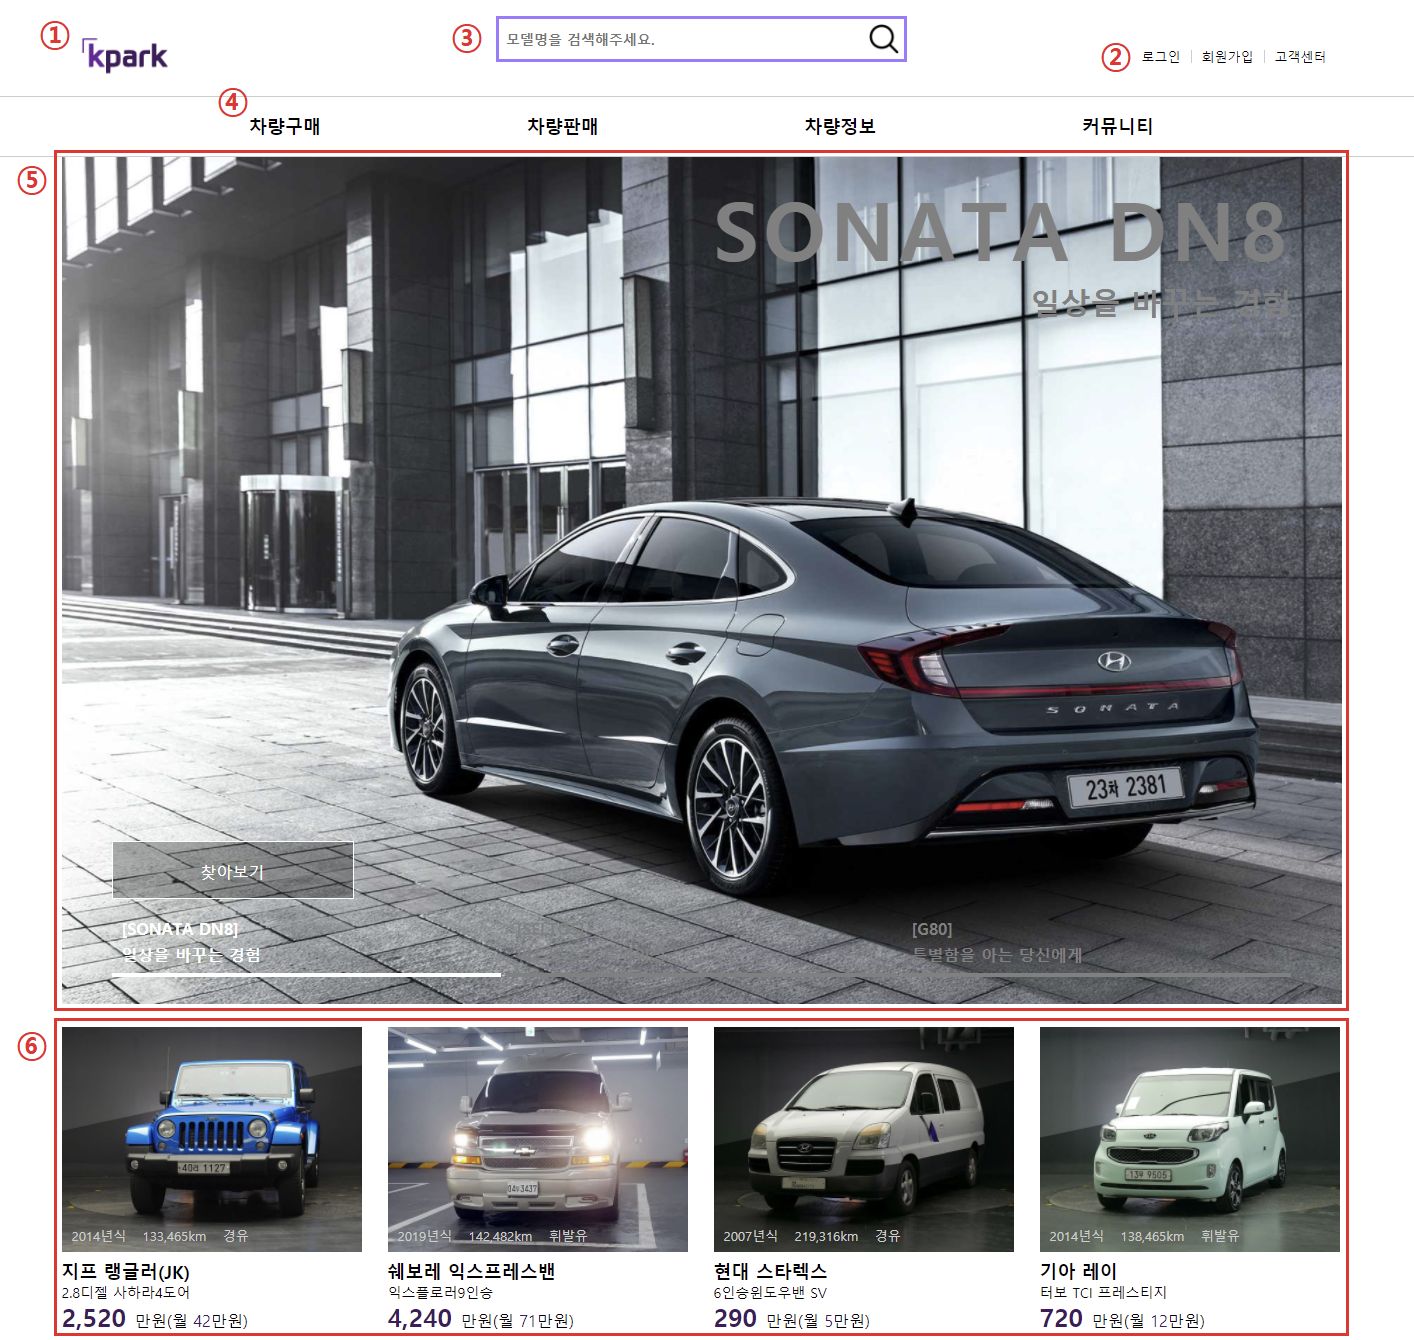 ①
kpark
③
모델명을 검색해주세요.
②
로그인
회원가입
고객센터
④
차량구매
차량판매
차량정보
커뮤니티
⑤
SONATA DN8
일상을 바꾸는 경험
SONATA
23차 2381
찾아보기
[SONATA DN8]
일상을 바꾸는 경험
[G80]
특별함을 아는 당신에게
⑥
1127
2014년식 133,465km 경유
지프 랭글러(JK)
2.8디젤 사하라4도어
2,520 만원(월 42만원)
3437
2019년식 142,482km 휘발유
쉐보레 익스프레스밴
익스플로러9인승
4,240 만원(월 71만원)
2007년식 219,316km 경유
현대 스타렉스
6인승윈도우밴 SV
290 만원(월 5만원)
9505
2014년식 138,465km 휘발유
기아 레이
터보 TCI 프레스티지
720 만원(월 12만원)